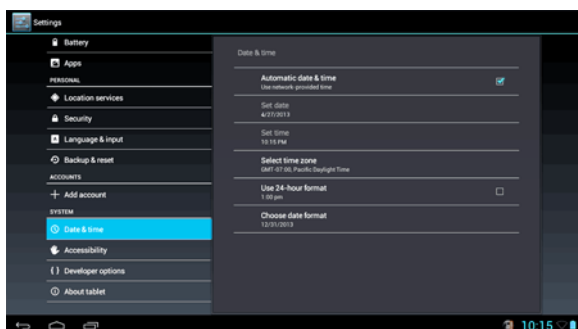 Settings
Battery
Apps
PERSONAL
Location services
Security
Language & input
Backup & reset
ACCOUNTS
Add account
SYSTEM
Date & time
Accessibility
{ } Developer options
About tablet
Date & time
Automatic date & time
Use network-provided time
Set date
4/27/2013
Set time
10:15 PM
Select time zone
GMT-07:00, Pacific Daylight Time
Use 24-hour format
1:00 pm
Choose date format
12/31/2013
10:15